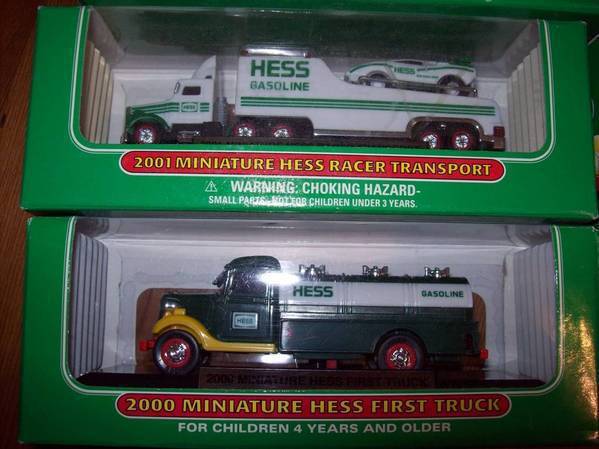 HESS
GASOLINE
HESS
HESS
2001 MINIATURE HESS RACER TRANSPORT
WARNING: CHOKING HAZARD-
SMALL PARTS. NOT FOR CHILDREN UNDER 3 YEARS.
HESS
GASOLINE
HESS
2000 MINIATURE HESS FIRST TRUCK
2000 MINIATURE HESS FIRST TRUCK
FOR CHILDREN 4 YEARS AND OLDER